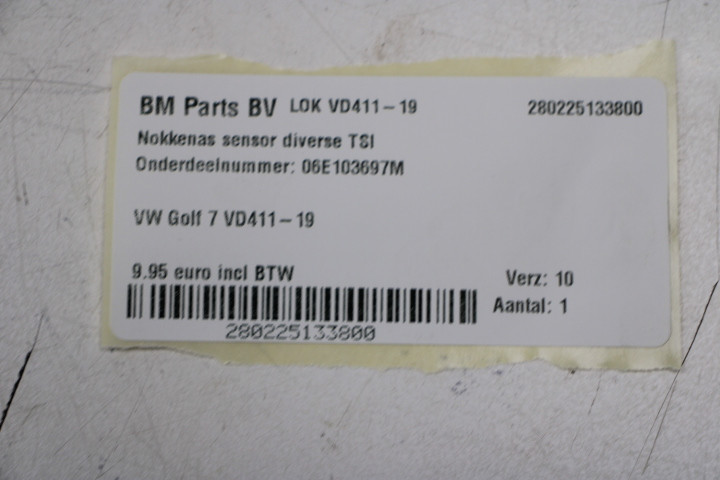 BM Parts BV LOK VD411-19 280225133800
Nokkenas sensor diverse TSI
Onderdeelnummer: 06E103697M
VW Golf 7 VD411-19
9.95 euro incl BTW Verz: 10
Aantal: 1
280225133800